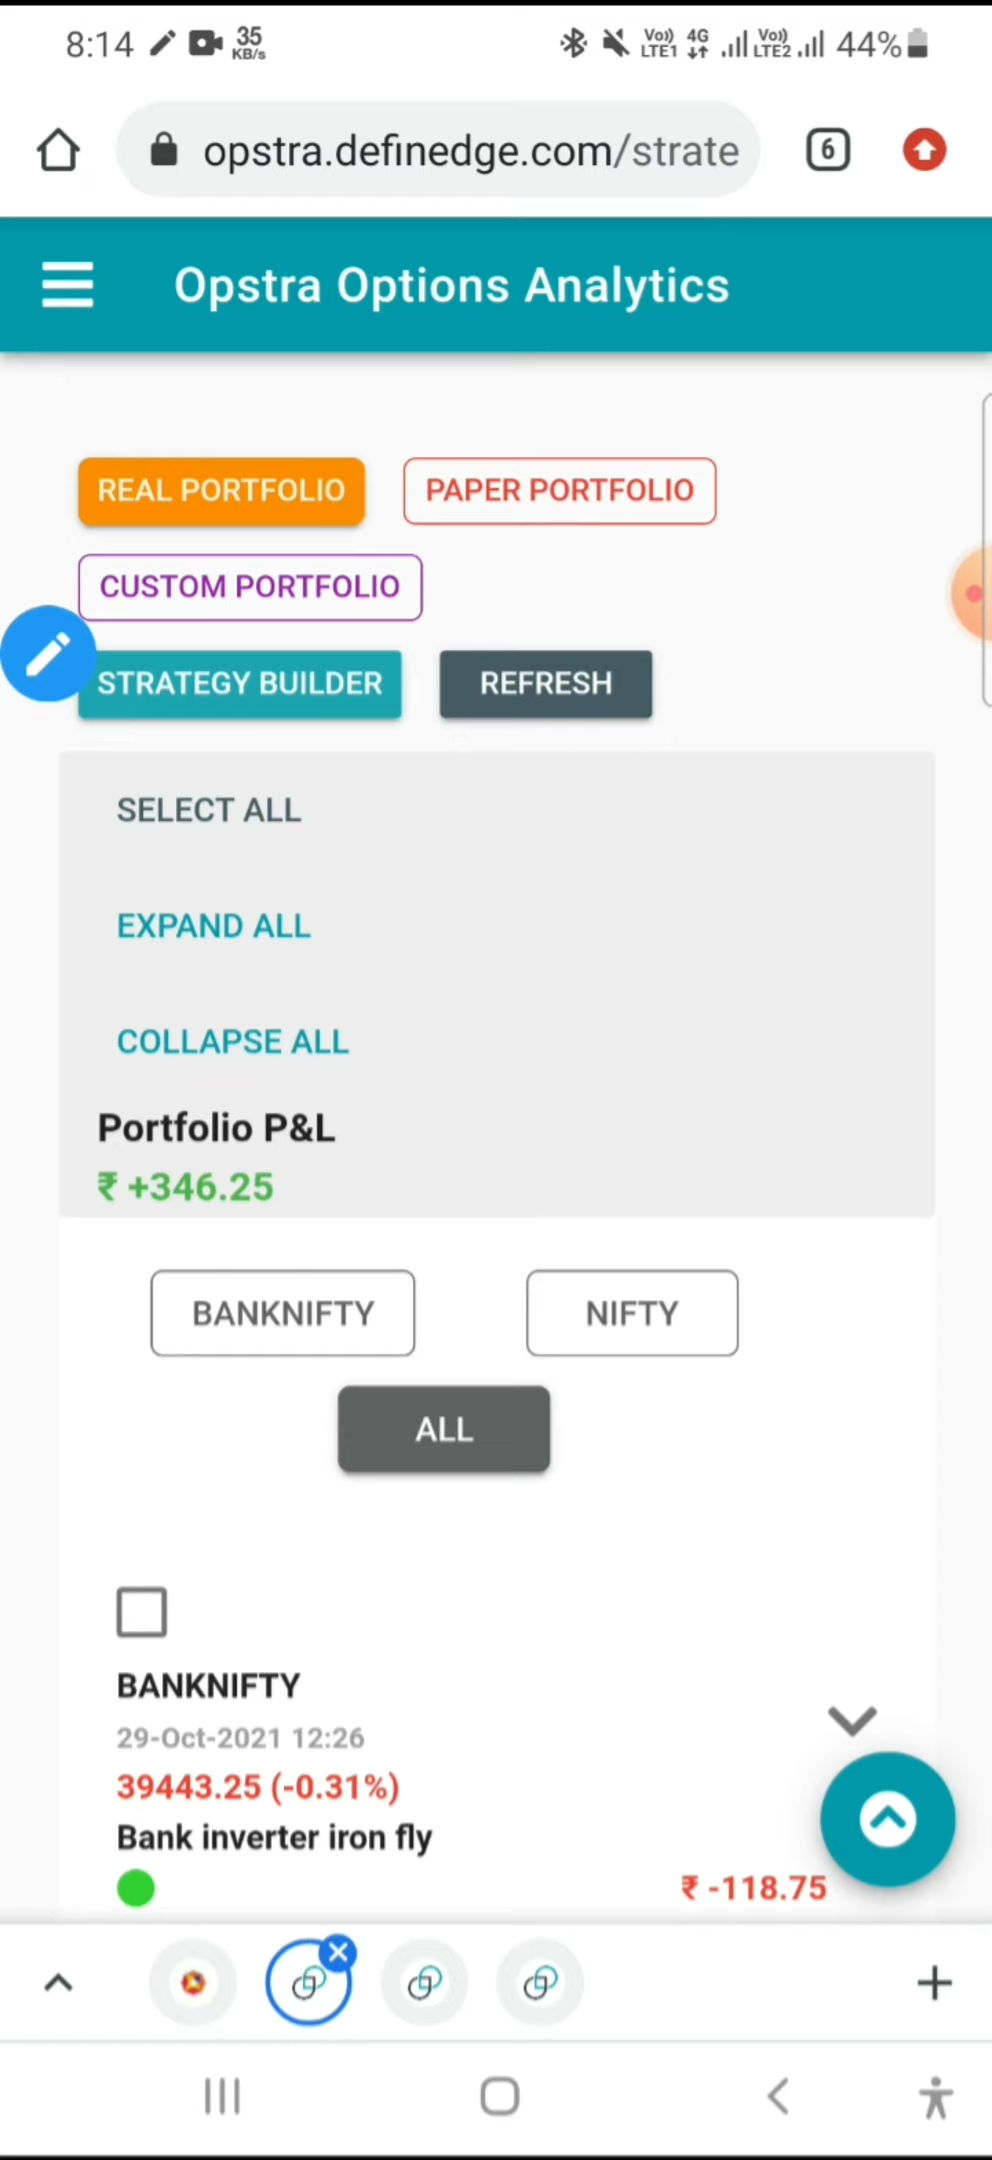 8:14 35 KB/s Vo)) LTE1 4G Vo)) LTE2 44%
opstra.definedge.com/strate 6
Opstra Options Analytics
REAL PORTFOLIO PAPER PORTFOLIO
CUSTOM PORTFOLIO
STRATEGY BUILDER REFRESH
SELECT ALL
EXPAND ALL
COLLAPSE ALL
Portfolio P&L
₹ +346.25
BANKNIFTY NIFTY
ALL
BANKNIFTY
29-Oct-2021 12:26
39443.25 (-0.31%)
Bank inverter iron fly
₹ -118.75